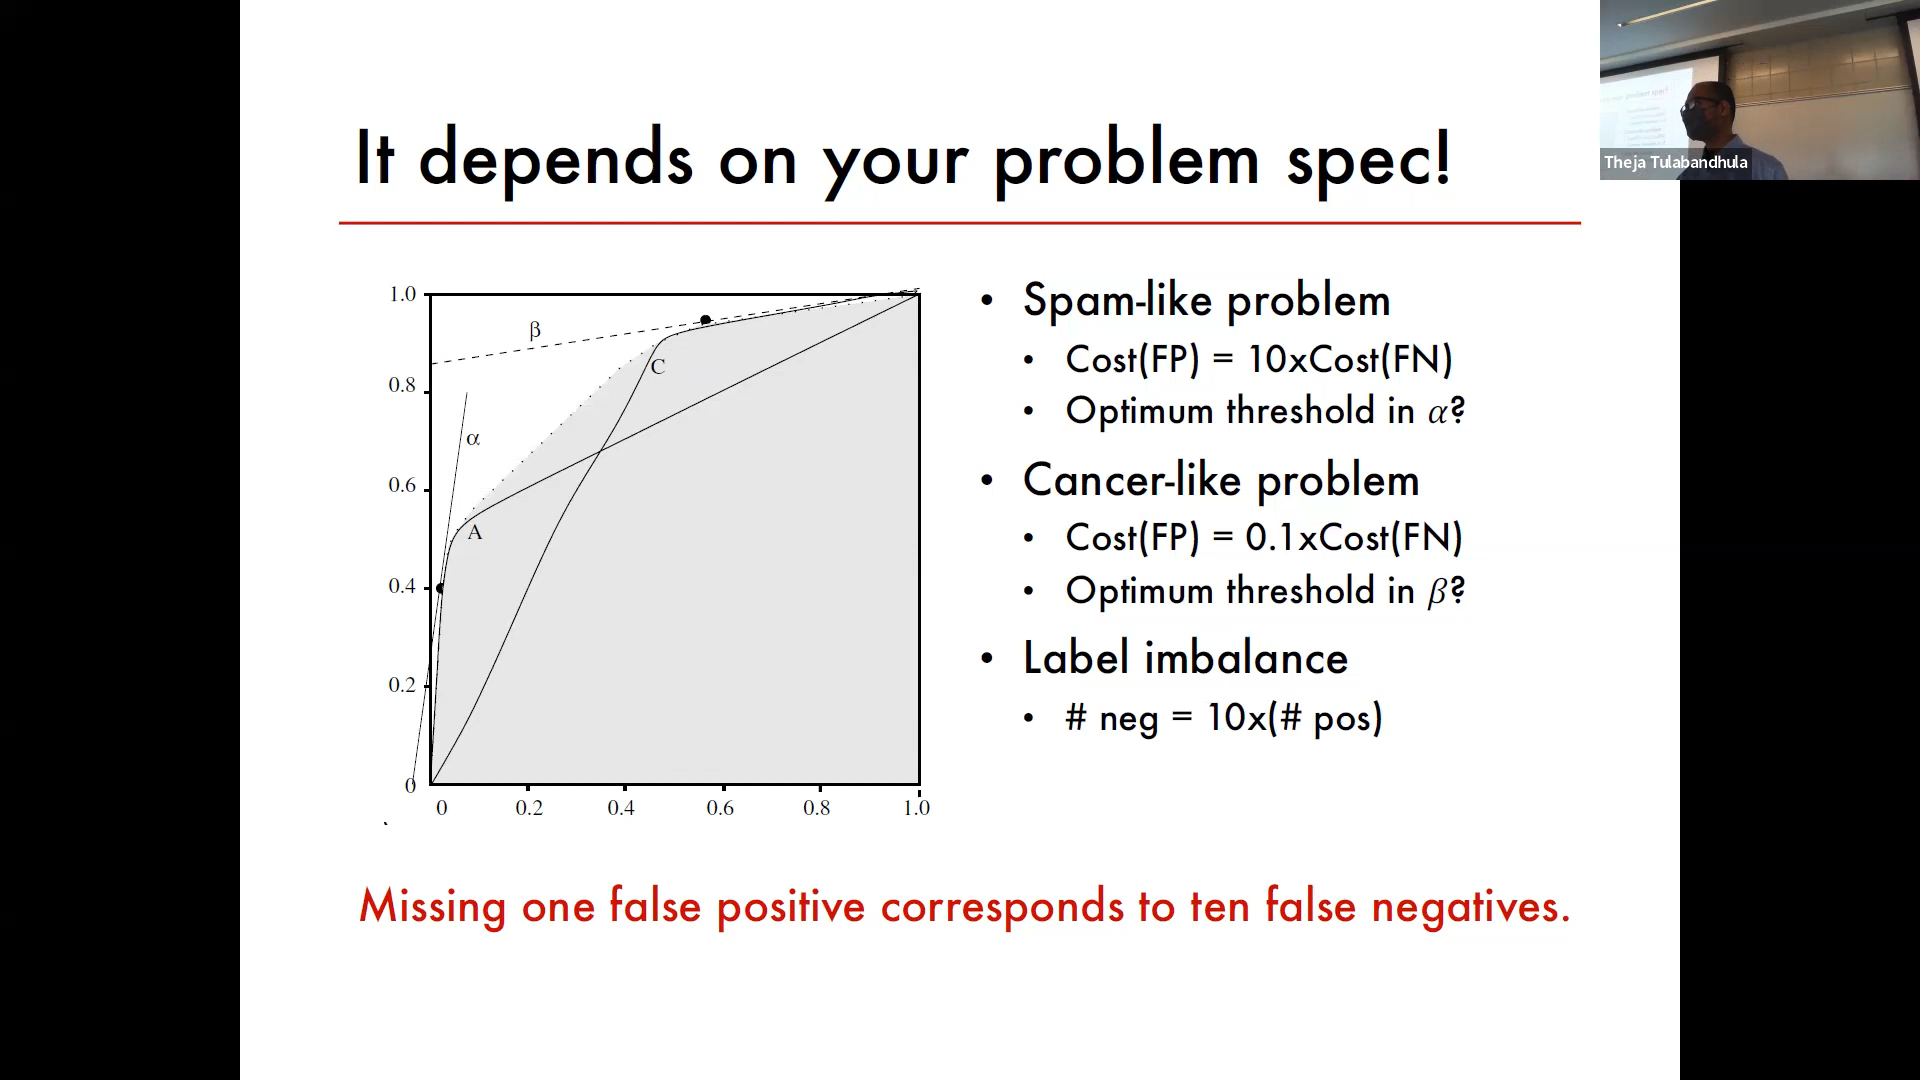 It depends on your problem spec!
Theja Tulabandhula
1.0
0.8
0.6
0.4
0.2
0
0
0.2
0.4
0.6
0.8
1.0
β
α
A
C
• Spam-like problem
• Cost(FP) = 10xCost(FN)
• Optimum threshold in α?
• Cancer-like problem
• Cost(FP) = 0.1xCost(FN)
• Optimum threshold in β?
• Label imbalance
• # neg = 10x(# pos)
Missing one false positive corresponds to ten false negatives.